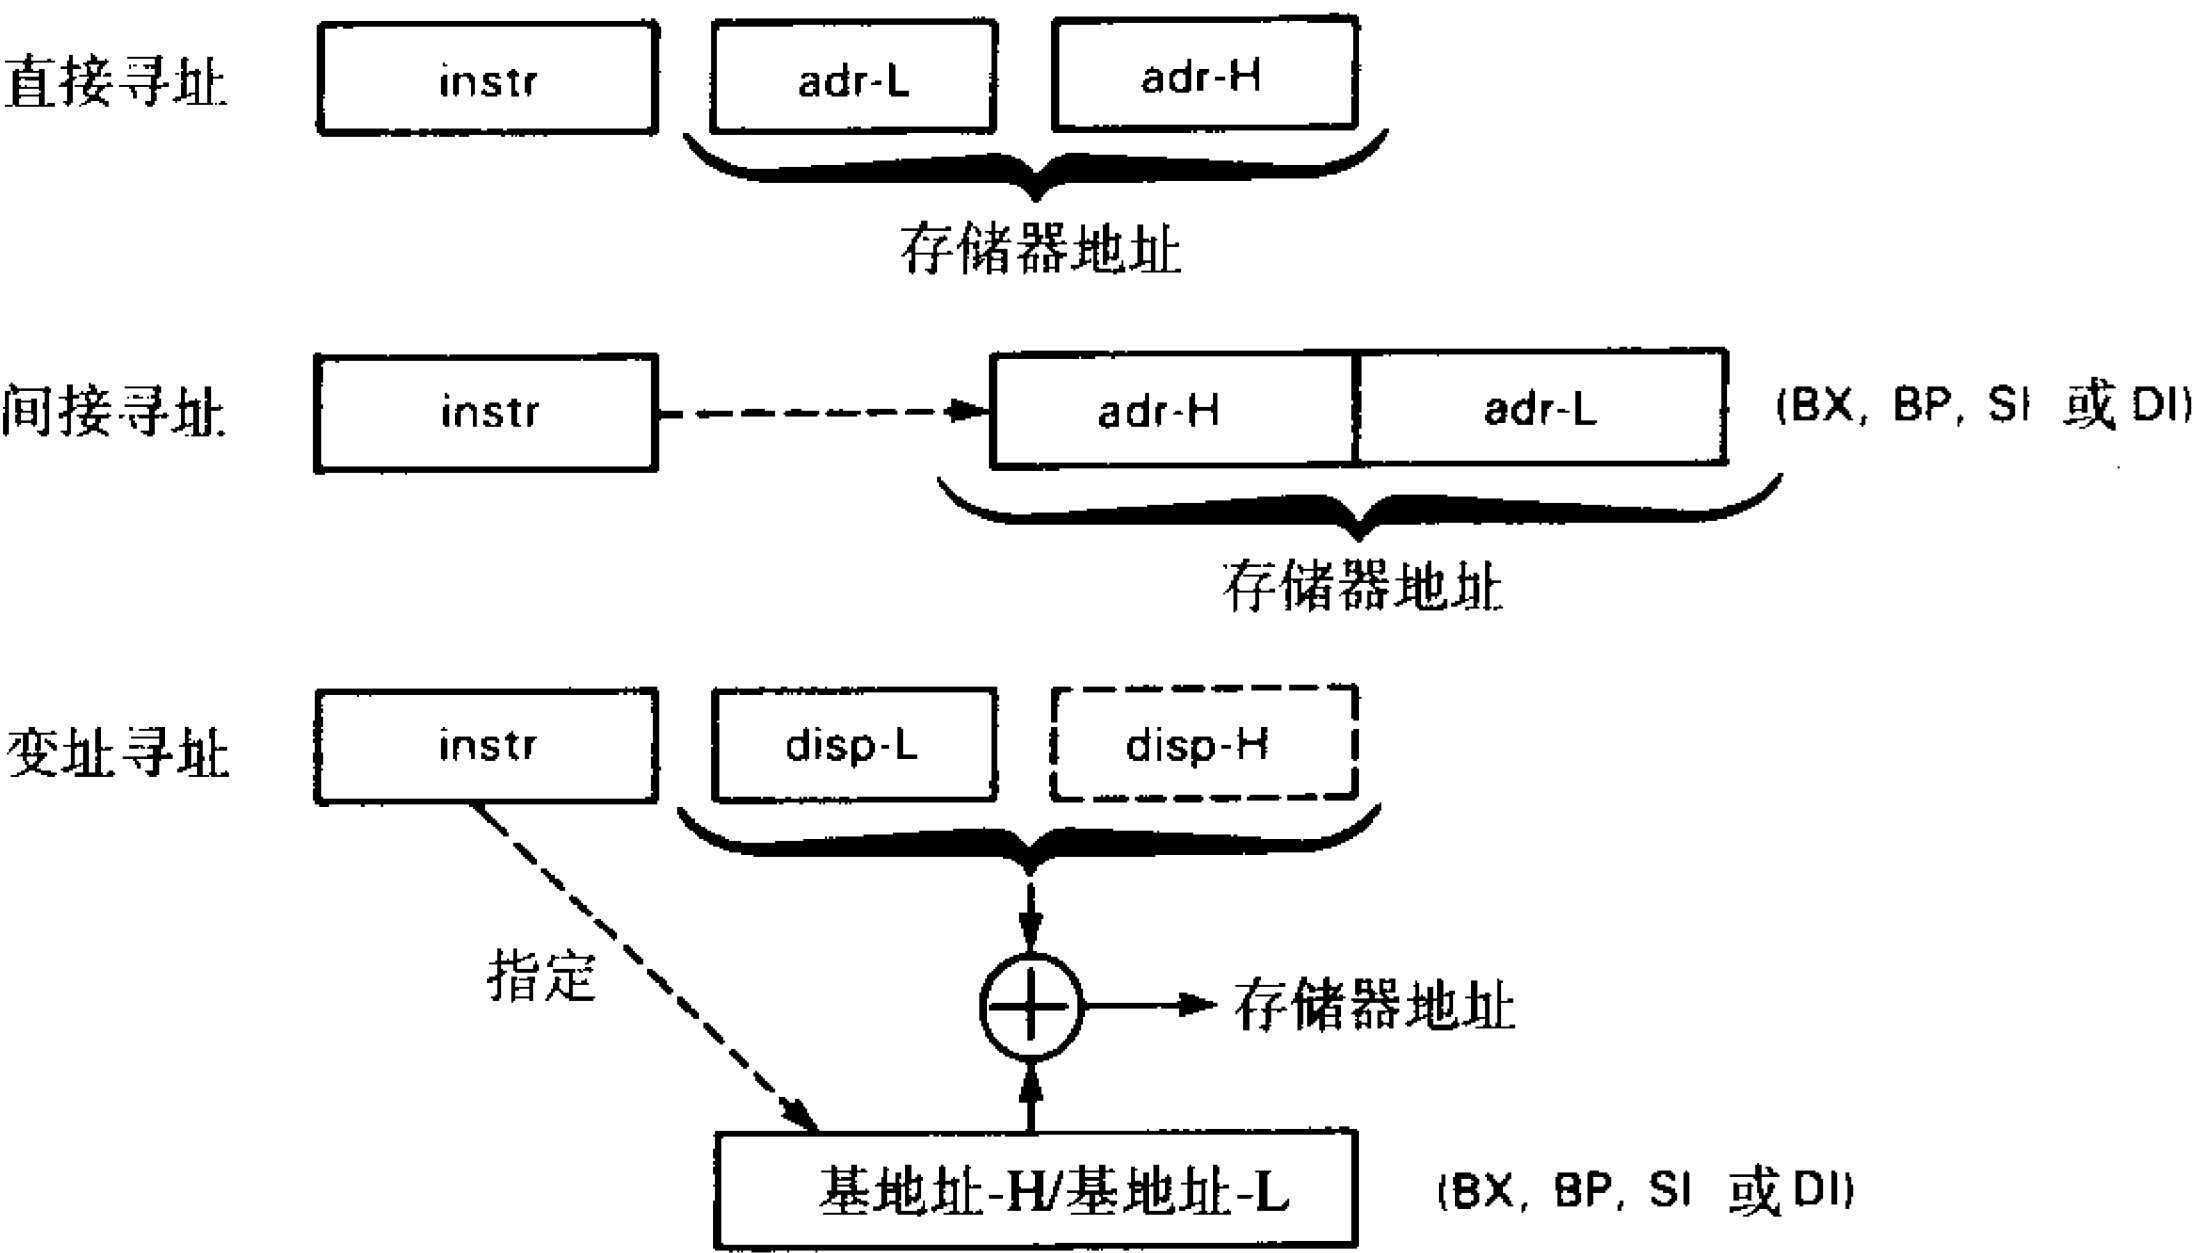 直接寻址 instr adr-L adr-H
存储器地址
间接寻址 instr adr-H adr-L (BX, BP, SI 或 DI)
存储器地址
变址寻址 instr disp-L disp-H
指定
存储器地址
基地址-H/基地址-L (BX, BP, SI 或 DI)